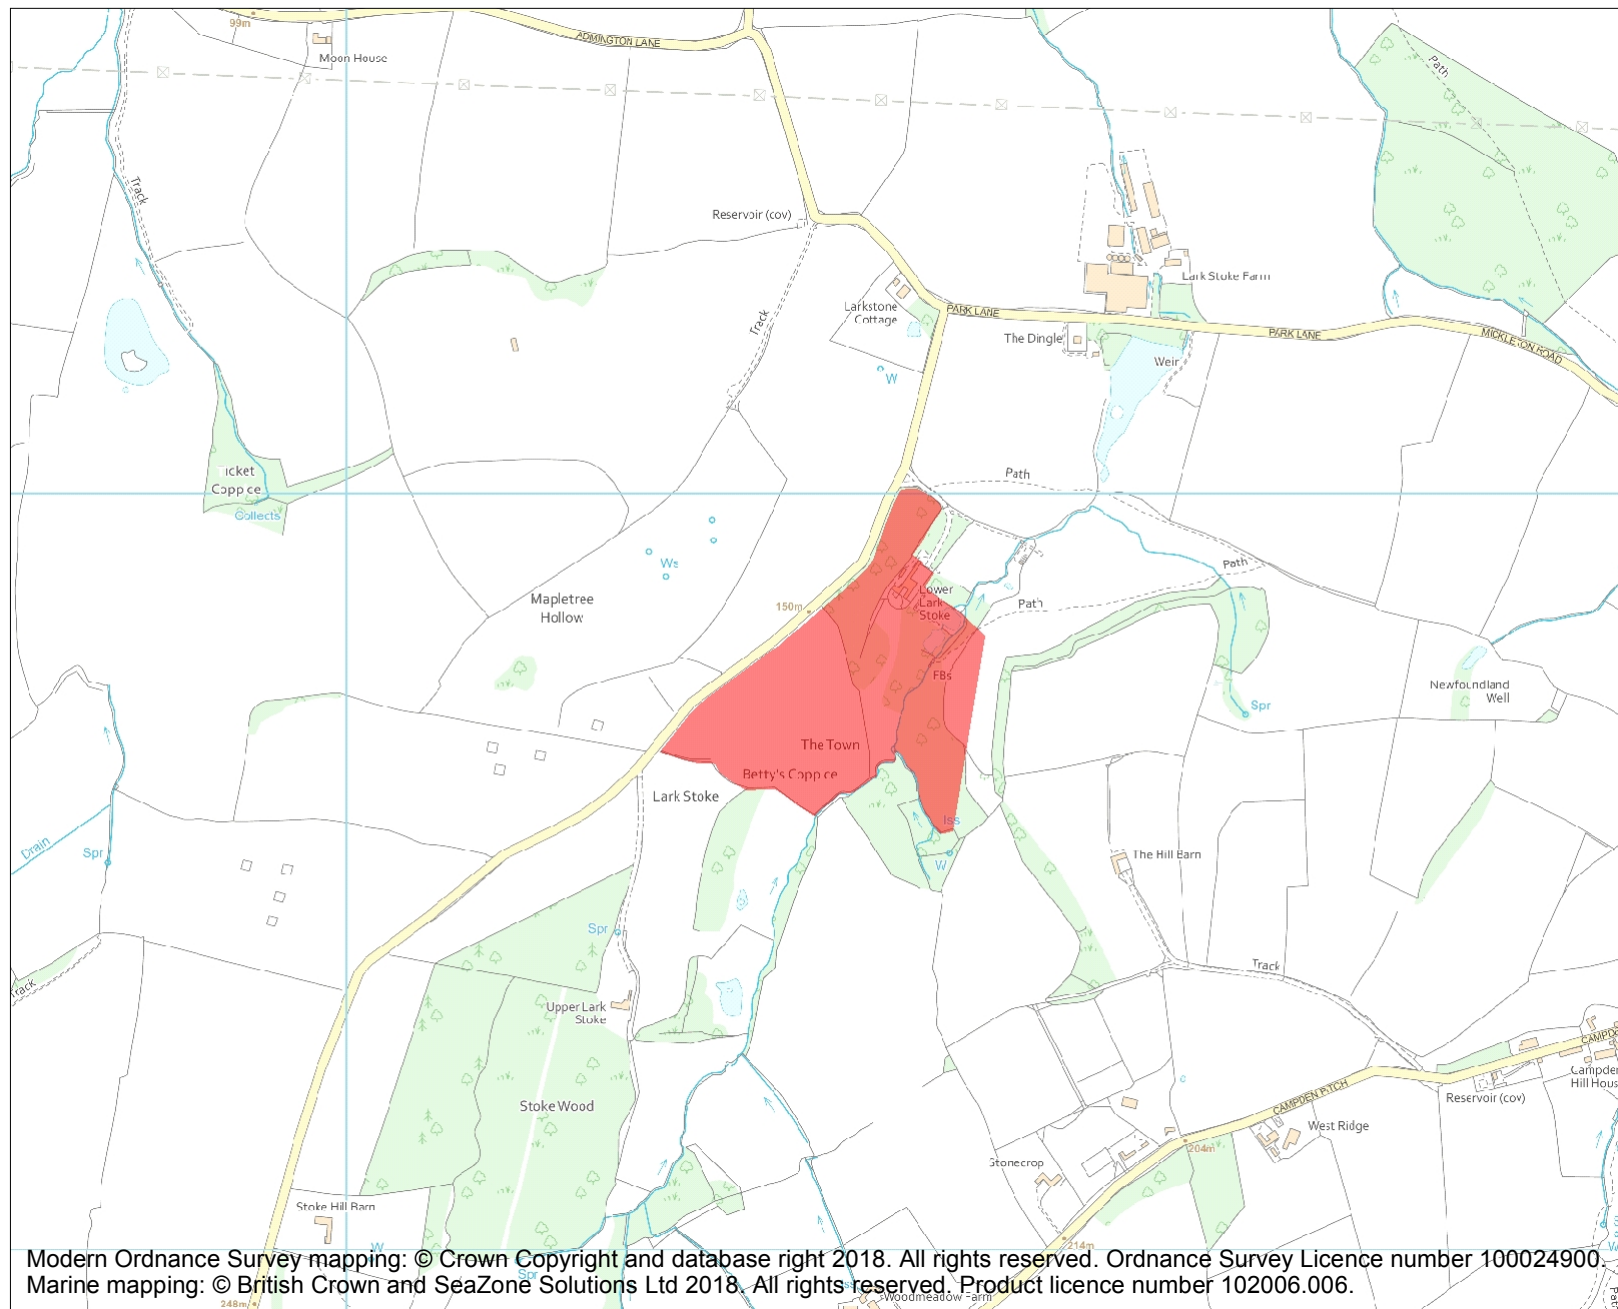 99m
Moon House
ADMINGTON LANE
Path
Track
Reservoir (cov)
Lark Stoke Farm
Larkstone
Cottage
PARK LANE
PARK LANE
MICKLETON ROAD
The Dingle
Weir
Track
W
Ticket
Coppice
Collects
Path
Ws
Path
Mapletree
Hollow
150m
Lower
Lark
Stoke
Path
FBs
Newfoundland
Well
Spr
The Town
Betty's Coppice
Lark Stoke
Iss
Drain
Spr
W
The Hill Barn
Spr
Track
Track
Upper Lark
Stoke
CAMPDEN PITCH
Reservoir (cov)
Stoke Wood
West Ridge
204m
Stonecrop
Stoke Hill Barn
W
214m
Modern Ordnance Survey mapping: © Crown Copyright and database right 2018. All rights reserved. Ordnance Survey Licence number 100024900.
Marine mapping: © British Crown and SeaZone Solutions Ltd 2018. All rights reserved. Product licence number 102006.006.
Spr
Woodmeadow Farm
248m